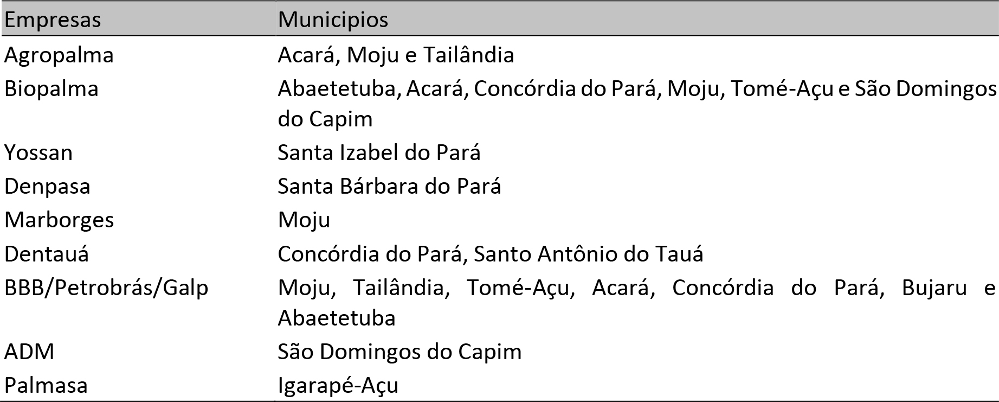 Empresas Municipios
Agropalma Acará, Moju e Tailândia
Biopalma Abaetetuba, Acará, Concórdia do Pará, Moju, Tomé-Açu e São Domingos
do Capim
Yossan Santa Izabel do Pará
Denpasa Santa Bárbara do Pará
Marborges Moju
Dentauá Concórdia do Pará, Santo Antônio do Tauá
BBB/Petrobrás/Galp Moju, Tailândia, Tomé-Açu, Acará, Concórdia do Pará, Bujaru e
Abaetetuba
ADM São Domingos do Capim
Palmasa Igarapé-Açu